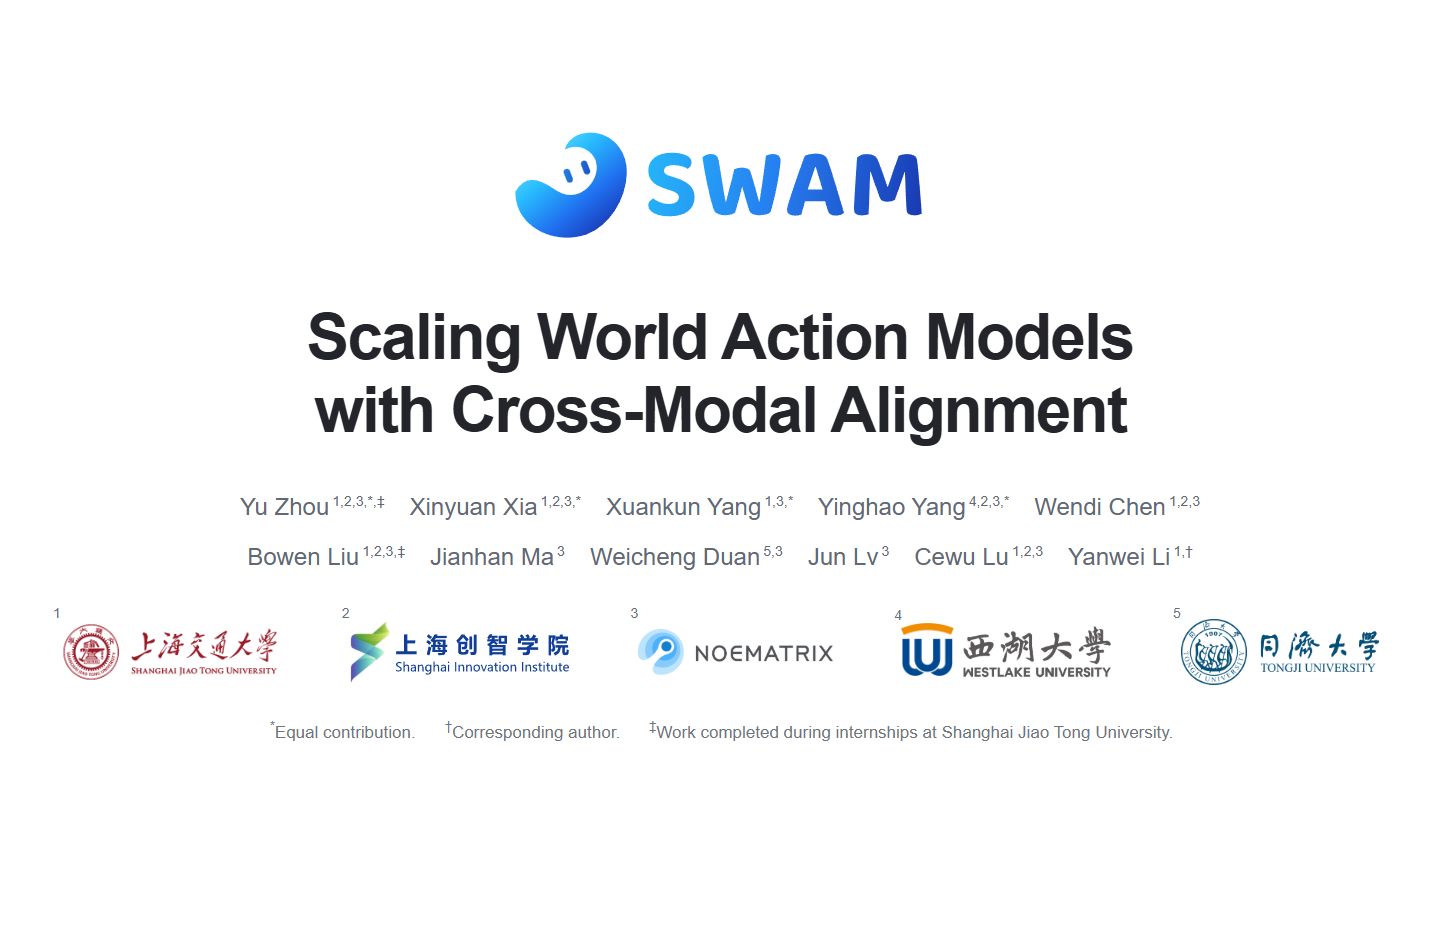 SWAM
Scaling World Action Models
with Cross-Modal Alignment
Yu Zhou 1,2,3,*,‡ Xinyuan Xia 1,2,3,* Xuankun Yang 1,3,* Yinghao Yang 4,2,3,* Wendi Chen 1,2,3
Bowen Liu 1,2,3,‡ Jianhan Ma 3 Weicheng Duan 5,3 Jun Lv 3 Cewu Lu 1,2,3 Yanwei Li 1,†
1 上海交通大学
SHANGHAI JIAO TONG UNIVERSITY
2 上海创智学院
Shanghai Innovation Institute
3 NOEMATRIX
4 西湖大學
WESTLAKE UNIVERSITY
5 同濟大学
TONGJI UNIVERSITY
1907
*Equal contribution. †Corresponding author. ‡Work completed during internships at Shanghai Jiao Tong University.